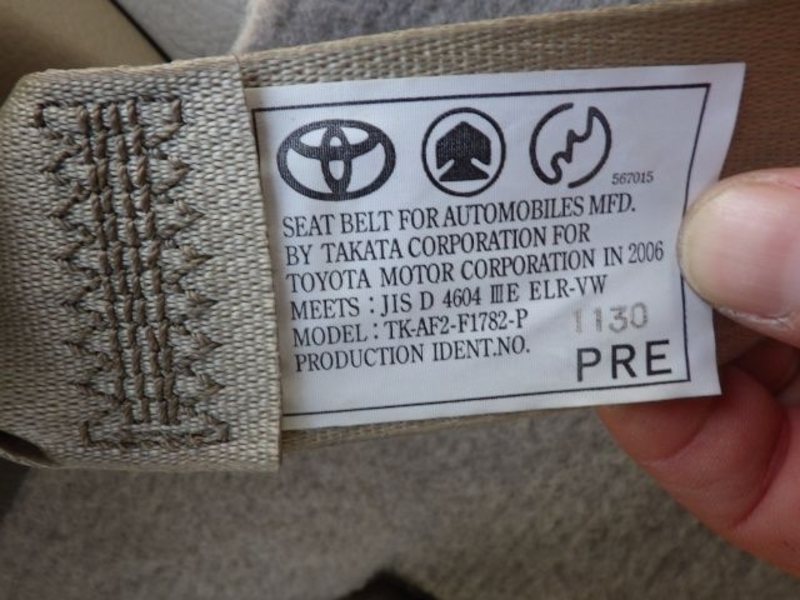 567015
SEAT BELT FOR AUTOMOBILES MFD.
BY TAKATA CORPORATION FOR
TOYOTA MOTOR CORPORATION IN 2006
MEETS : JIS D 4604 ⅢE ELR-VW
MODEL : TK-AF2-F1782-P 1130
PRODUCTION IDENT.NO. PRE